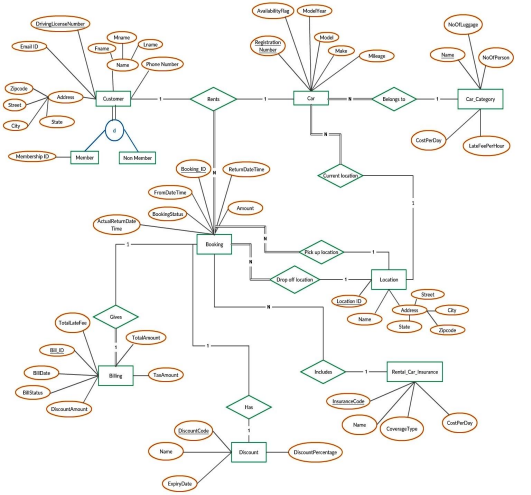 DrivingLicenseNumber
Mname
Fname
Lname
Email ID
Name
Phone Number
Zipcode
Address
Street
City
State
Customer
d
Membership ID
Member
Non Member
1
Rents
1
N
AvailabilityFlag
ModelYear
Registration
Number
Model
Make
Mileage
Car
N
Belongs to
1
NoOfLuggage
Name
NoOfPerson
Car_Category
CostPerDay
LateFeePerHour
N
Current location
1
Booking_ID
ReturnDateTime
FromDateTime
Amount
BookingStatus
ActualReturnDate
Time
Booking
N
Pick up location
1
N
Drop off location
1
Location
Location ID
Name
Address
Street
City
State
Zipcode
1
Gives
1
TotalLateFee
Bill_ID
TotalAmount
BillDate
TaxAmount
BillStatus
DiscountAmount
Billing
1
Has
1
N
Includes
1
Rental_Car_Insurance
InsuranceCode
Name
CoverageType
CostPerDay
DiscountCode
Name
ExpiryDate
Discount
DiscountPercentage